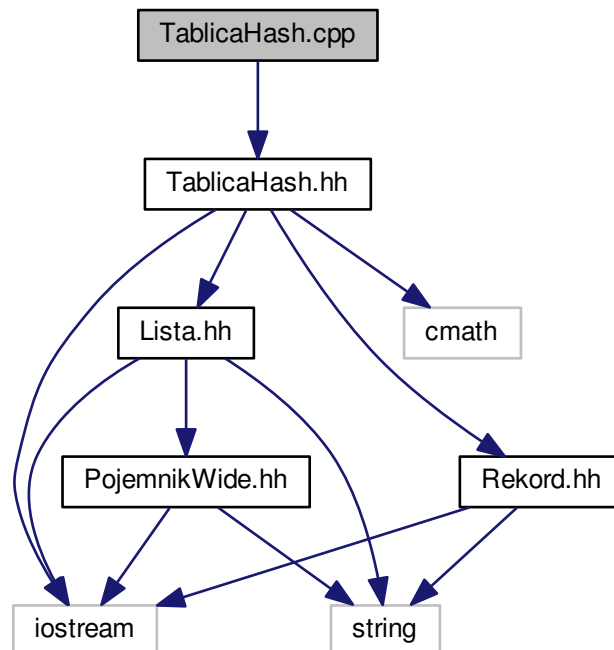 TablicaHash.cpp
TablicaHash.hh
Lista.hh
cmath
PojemnikWide.hh
Rekord.hh
iostream
string